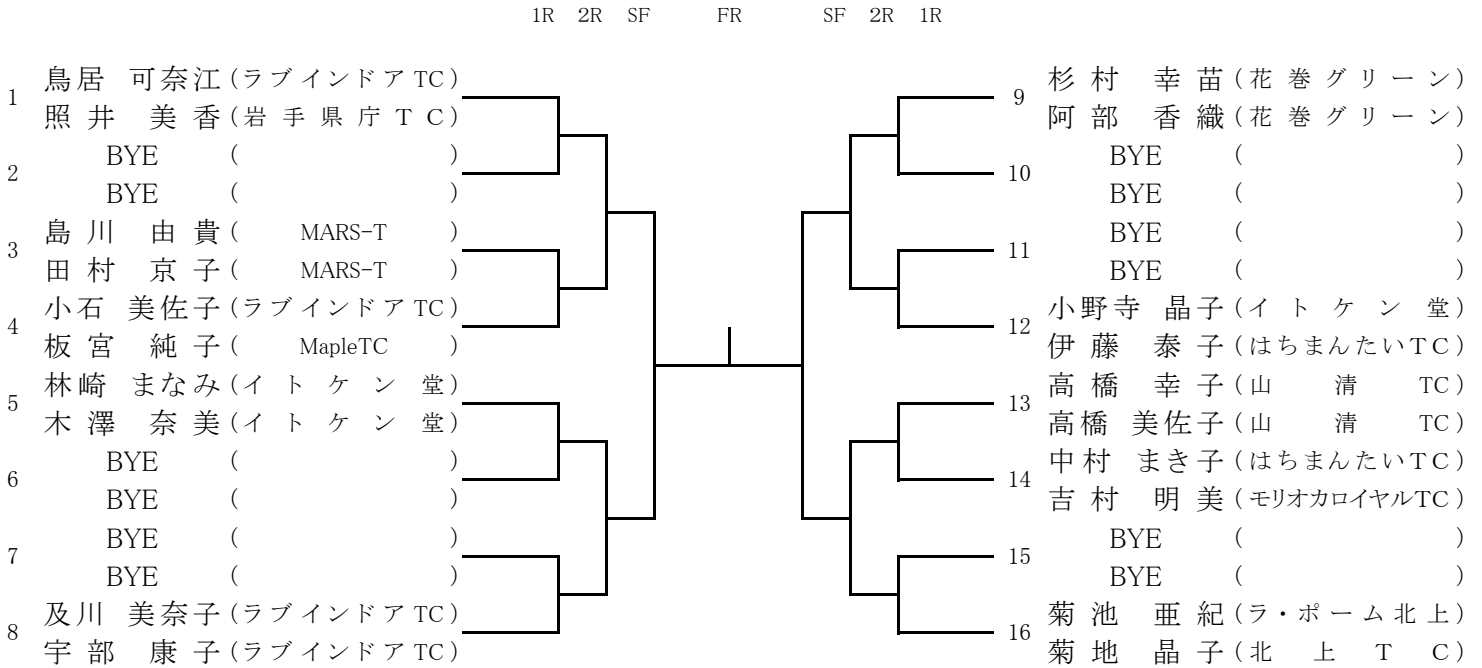 1R 2R SF FR SF 2R 1R
1
鳥居 可奈江(ラブインドアTC)
照井 美香(岩手県庁TC)
2
BYE ( )
BYE ( )
3
島川 由貴( MARS-T )
田村 京子( MARS-T )
4
小石 美佐子(ラブインドアTC)
板宮 純子( MapleTC )
5
林崎 まなみ(イトケン堂)
木澤 奈美(イトケン堂)
6
BYE ( )
BYE ( )
7
BYE ( )
BYE ( )
8
及川 美奈子(ラブインドアTC)
宇部 康子(ラブインドアTC)
9
杉村 幸苗(花巻グリーン)
阿部 香織(花巻グリーン)
10
BYE ( )
BYE ( )
11
BYE ( )
BYE ( )
12
小野寺 晶子(イトケン堂)
伊藤 泰子(はちまんたいTC)
13
高橋 幸子(山清TC)
高橋 美佐子(山清TC)
14
中村 まき子(はちまんたいTC)
吉村 明美(モリオカロイヤルTC)
15
BYE ( )
BYE ( )
16
菊池 亜紀(ラ・ポーム北上)
菊地 晶子(北上TC)